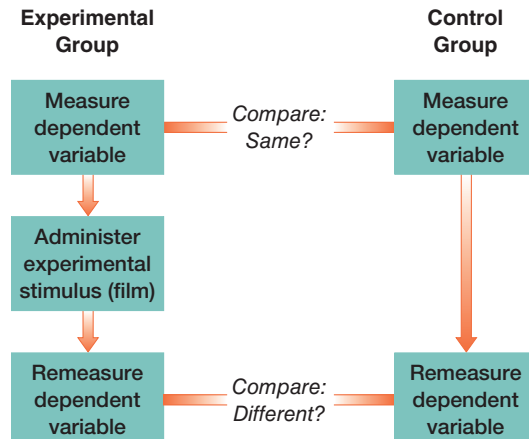 Experimental
Group
Control
Group
Measure
dependent
variable
Compare:
Same?
Measure
dependent
variable
Administer
experimental
stimulus (film)
Remeasure
dependent
variable
Compare:
Different?
Remeasure
dependent
variable